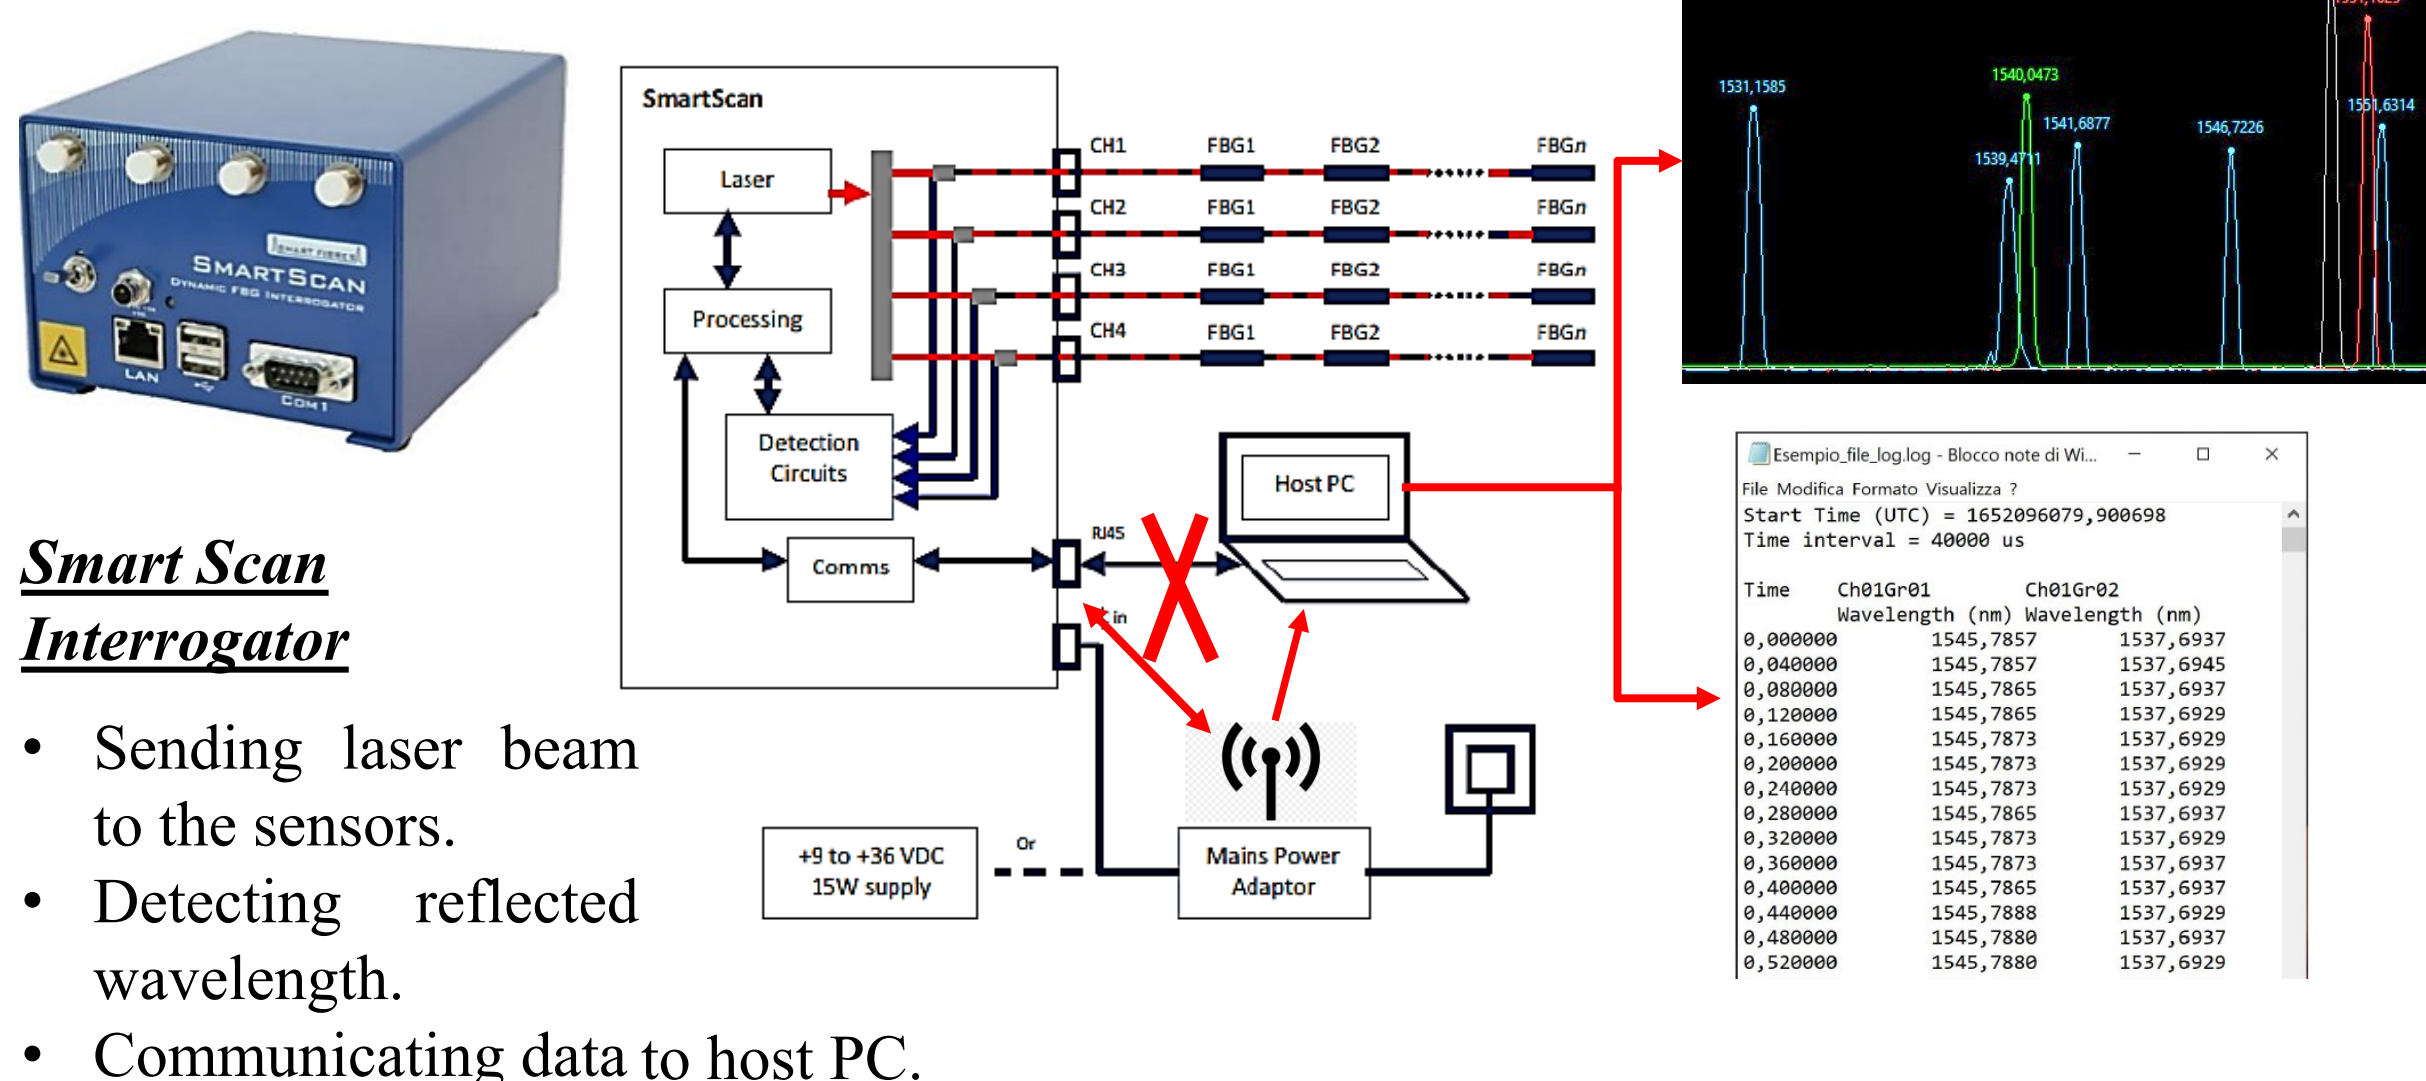 SMART FIBRES
SMARTSCAN
DYNAMIC FBG INTERROGATOR
LAN
COM1
Smart Scan
Interrogator
• Sending laser beam
to the sensors.
• Detecting reflected
wavelength.
• Communicating data to host PC.
SmartScan
Laser
Processing
Detection
Circuits
Comms
CH1 FBG1 FBG2 FBGn
CH2 FBG1 FBG2 FBGn
CH3 FBG1 FBG2 FBGn
CH4 FBG1 FBG2 FBGn
RJ45
in
Host PC
+9 to +36 VDC
15W supply
Or
Mains Power
Adaptor
1531,1585
1540,0473
1539,4711
1541,6877
1546,7226
1551,6314
Esempio_file_log.log - Blocco note di Wi...
File Modifica Formato Visualizza ?
Start Time (UTC) = 1652096079,900698
Time interval = 40000 us
Time Ch01Gr01 Ch01Gr02
Wavelength (nm) Wavelength (nm)
0,000000 1545,7857 1537,6937
0,040000 1545,7857 1537,6945
0,080000 1545,7865 1537,6937
0,120000 1545,7865 1537,6929
0,160000 1545,7873 1537,6929
0,200000 1545,7873 1537,6929
0,240000 1545,7873 1537,6929
0,280000 1545,7865 1537,6937
0,320000 1545,7873 1537,6929
0,360000 1545,7873 1537,6937
0,400000 1545,7865 1537,6937
0,440000 1545,7888 1537,6929
0,480000 1545,7880 1537,6937
0,520000 1545,7880 1537,6929